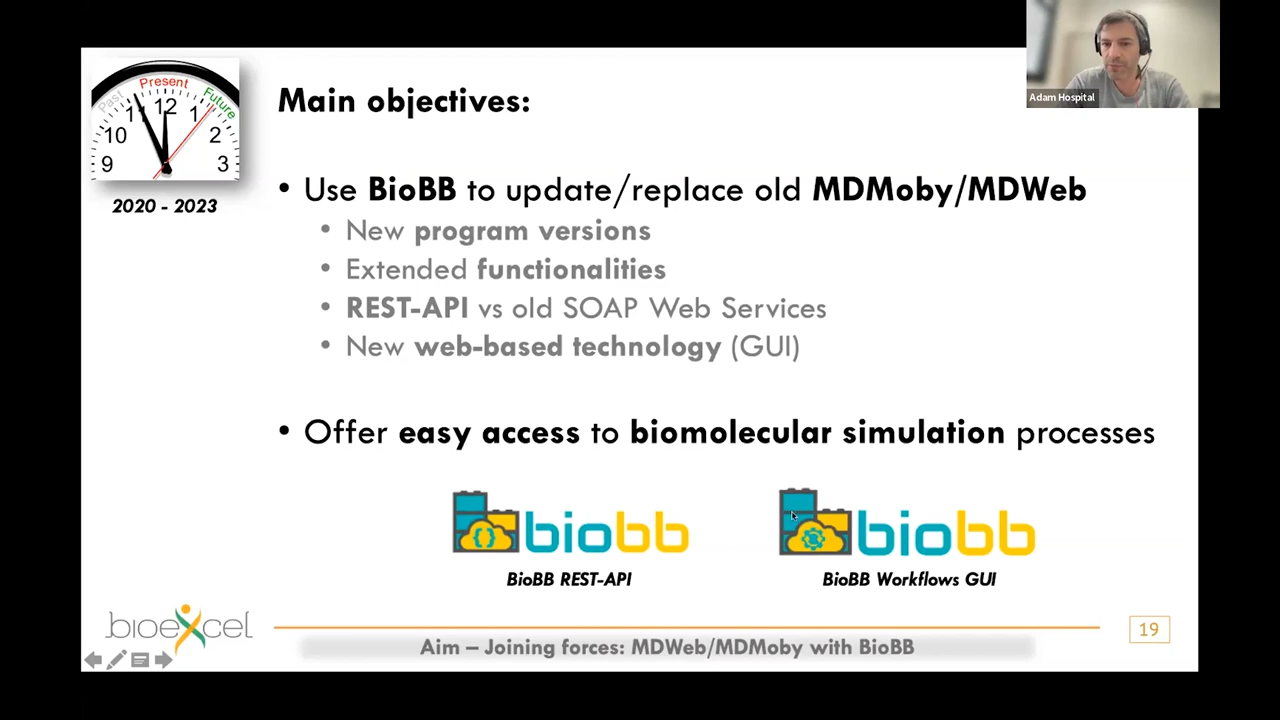 Adam Hospital
Past Present Future
11 12 1
10 2
9 3
2020 - 2023
Main objectives:
• Use BioBB to update/replace old MDMoby/MDWeb
• New program versions
• Extended functionalities
• REST-API vs old SOAP Web Services
• New web-based technology (GUI)
• Offer easy access to biomolecular simulation processes
biobb biobb
BioBB REST-API BioBB Workflows GUI
bioexcel
19
Aim – Joining forces: MDWeb/MDMoby with BioBB